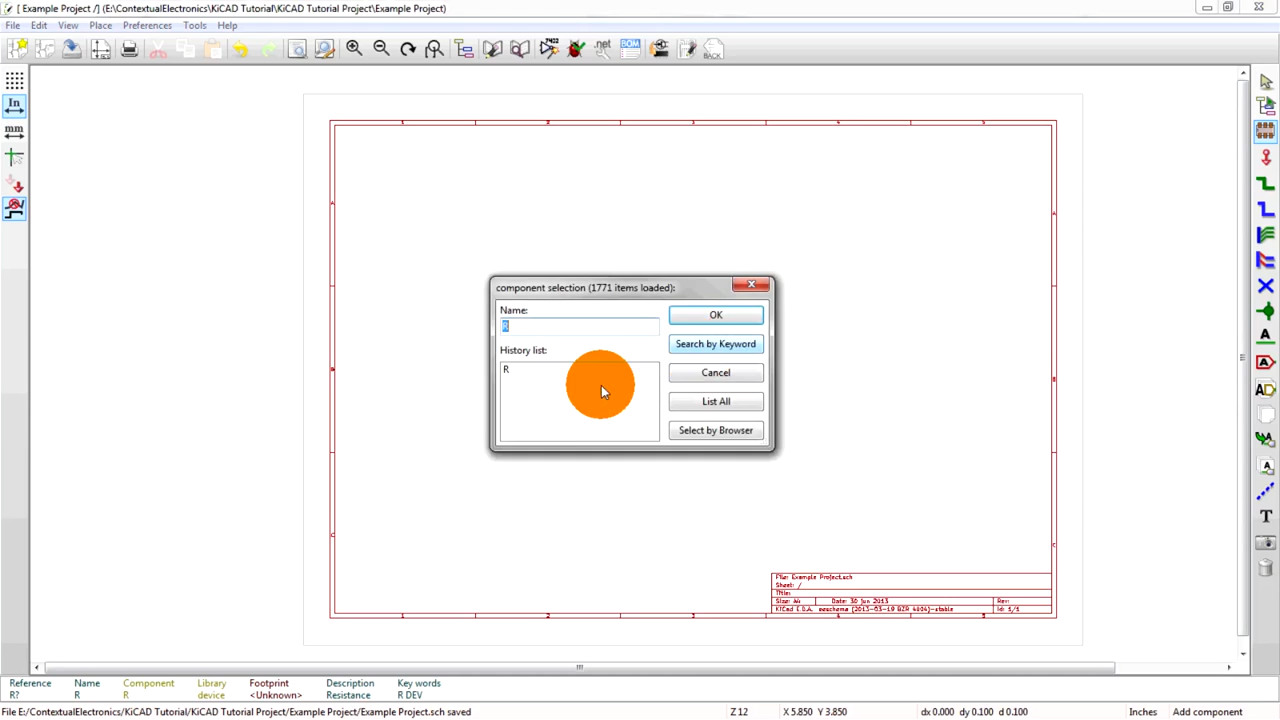 [ Example Project /] (E:\ContextualElectronics\KiCAD Tutorial\KiCAD Tutorial Project\Example Project)
File Edit View Place Preferences Tools Help
.net
BOM
BACK
In
mm
component selection (1771 items loaded):
Name:
R
OK
Search by Keyword
History list:
R
Cancel
List All
Select by Browser
File: Example Project.sch
Sheet: /
Title:
Size: A4 Date: 30 jun 2013 Rev:
KiCad E.D.A. eeschema (2013-03-19 BZR 4004)-stable Id: 1/1
Reference Name Component Library Footprint Description Key words
R? R R device <Unknown> Resistance R DEV
File E:/ContextualElectronics/KiCAD Tutorial/KiCAD Tutorial Project/Example Project/Example Project.sch saved Z 12 X 5.850 Y 3.850 dx 0.000 dy 0.100 d 0.100 Inches Add component